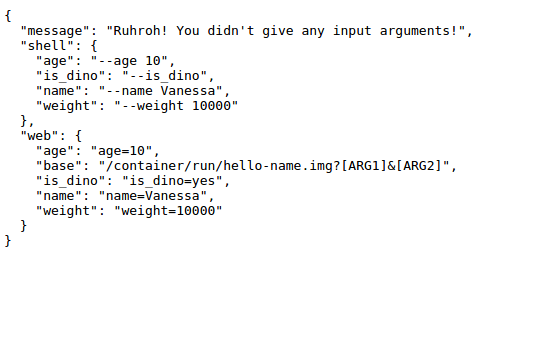 {
  "message": "Ruhroh! You didn't give any input arguments!",
  "shell": {
    "age": "--age 10",
    "is_dino": "--is_dino",
    "name": "--name Vanessa",
    "weight": "--weight 10000"
  },
  "web": {
    "age": "age=10",
    "base": "/container/run/hello-name.img?[ARG1]&[ARG2]",
    "is_dino": "is_dino=yes",
    "name": "name=Vanessa",
    "weight": "weight=10000"
  }
}